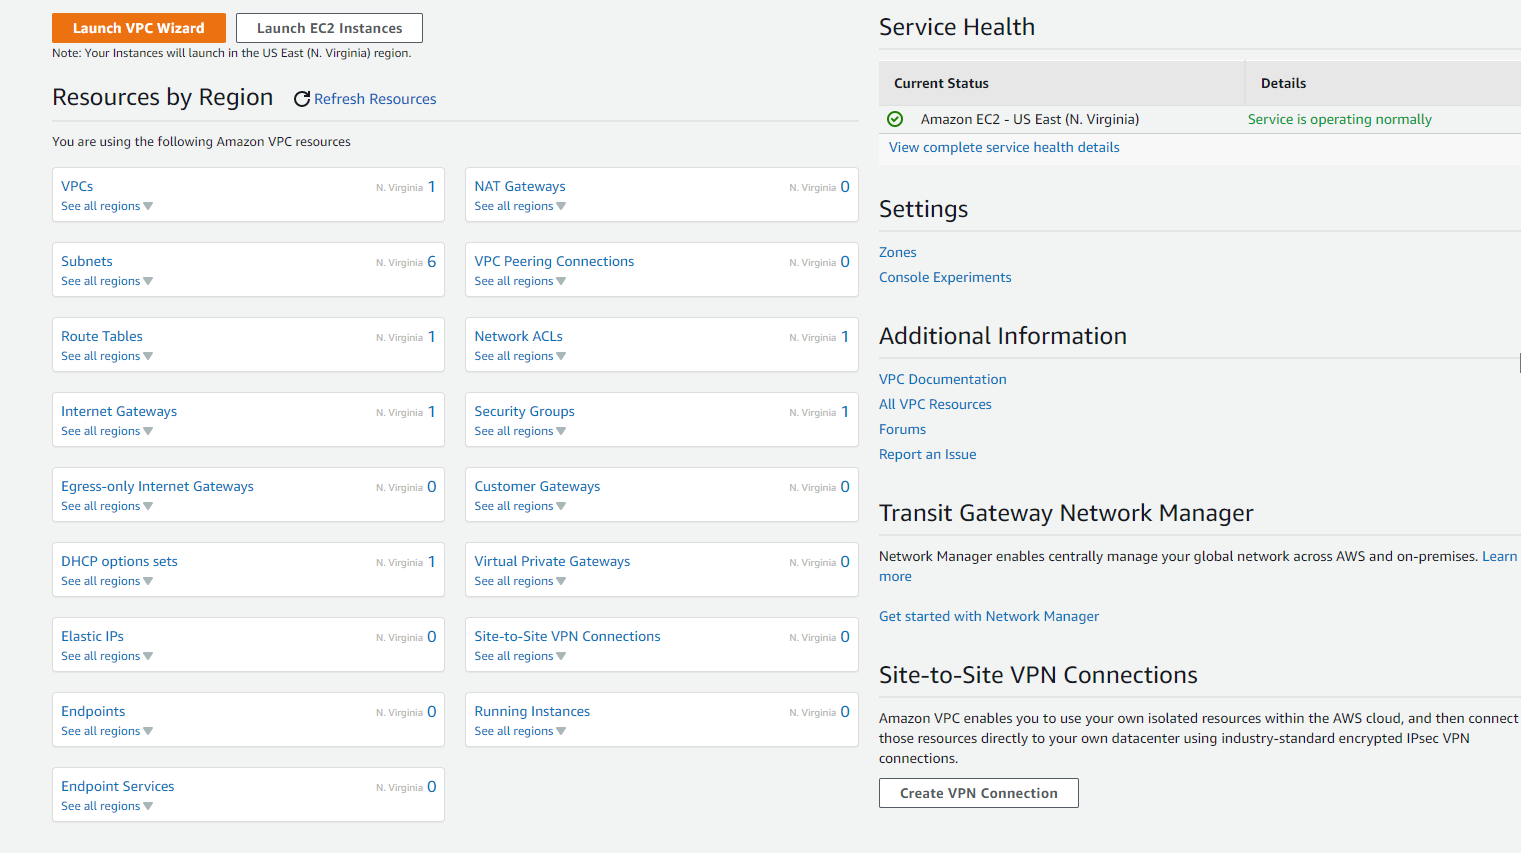 Launch VPC Wizard
Launch EC2 Instances
Note: Your Instances will launch in the US East (N. Virginia) region.
Resources by Region
Refresh Resources
You are using the following Amazon VPC resources
VPCs
N. Virginia 1
See all regions
NAT Gateways
N. Virginia 0
See all regions
Subnets
N. Virginia 6
See all regions
VPC Peering Connections
N. Virginia 0
See all regions
Route Tables
N. Virginia 1
See all regions
Network ACLs
N. Virginia 1
See all regions
Internet Gateways
N. Virginia 1
See all regions
Security Groups
N. Virginia 1
See all regions
Egress-only Internet Gateways
N. Virginia 0
See all regions
Customer Gateways
N. Virginia 0
See all regions
DHCP options sets
N. Virginia 1
See all regions
Virtual Private Gateways
N. Virginia 0
See all regions
Elastic IPs
N. Virginia 0
See all regions
Site-to-Site VPN Connections
N. Virginia 0
See all regions
Endpoints
N. Virginia 0
See all regions
Running Instances
N. Virginia 0
See all regions
Endpoint Services
N. Virginia 0
See all regions
Service Health
Current Status
Details
Amazon EC2 - US East (N. Virginia)
Service is operating normally
View complete service health details
Settings
Zones
Console Experiments
Additional Information
VPC Documentation
All VPC Resources
Forums
Report an Issue
Transit Gateway Network Manager
Network Manager enables centrally manage your global network across AWS and on-premises. Learn
more
Get started with Network Manager
Site-to-Site VPN Connections
Amazon VPC enables you to use your own isolated resources within the AWS cloud, and then connect
those resources directly to your own datacenter using industry-standard encrypted IPsec VPN
connections.
Create VPN Connection